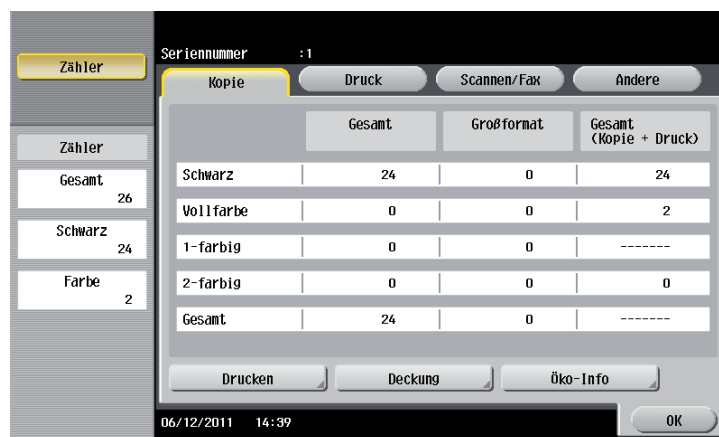 Zähler
Seriennummer :1
Kopie Druck Scannen/Fax Andere
Zähler
Gesamt
26
Schwarz
24
Farbe
2
Gesamt Großformat Gesamt (Kopie + Druck)
Schwarz 24 0 24
Vollfarbe 0 0 2
1-farbig 0 0 -------
2-farbig 0 0 0
Gesamt 24 0 -------
Drucken Deckung Öko-Info
06/12/2011 14:39
OK